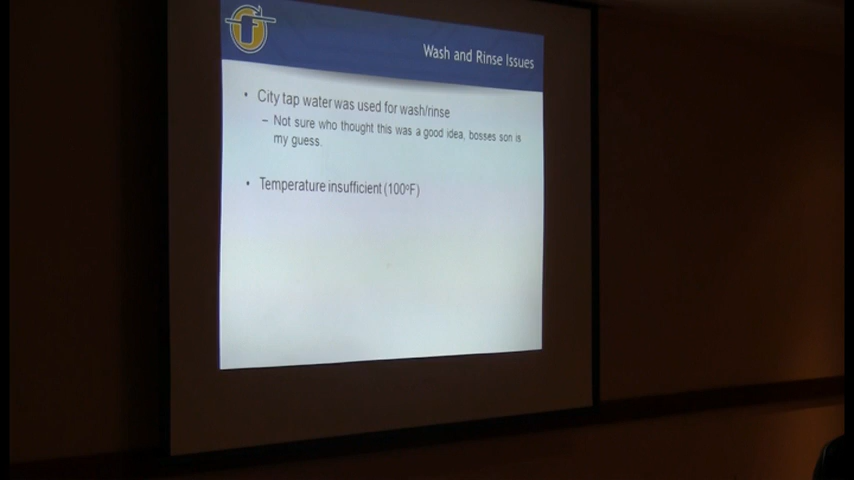 f
Wash and Rinse Issues
• City tap water was used for wash/rinse
– Not sure who thought this was a good idea, bosses son is
my guess.
• Temperature insufficient (100ºF)